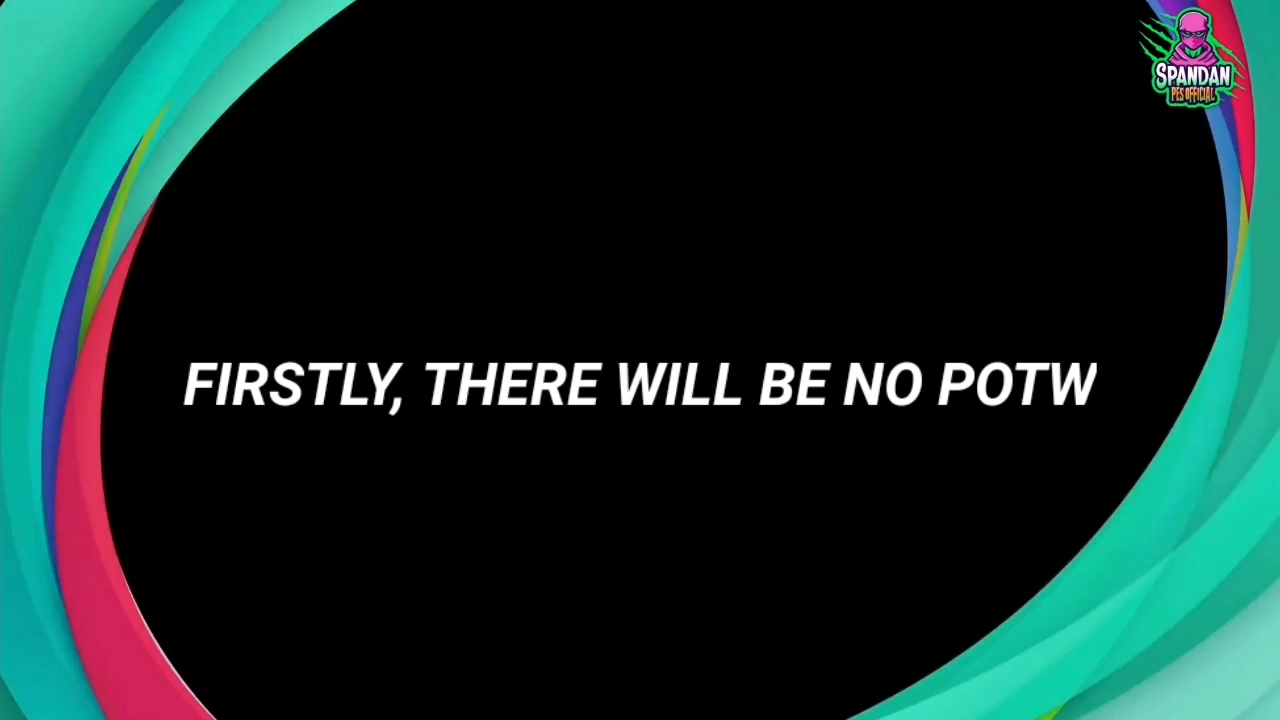 SPANDAN
PES OFFICIAL
FIRSTLY, THERE WILL BE NO POTW